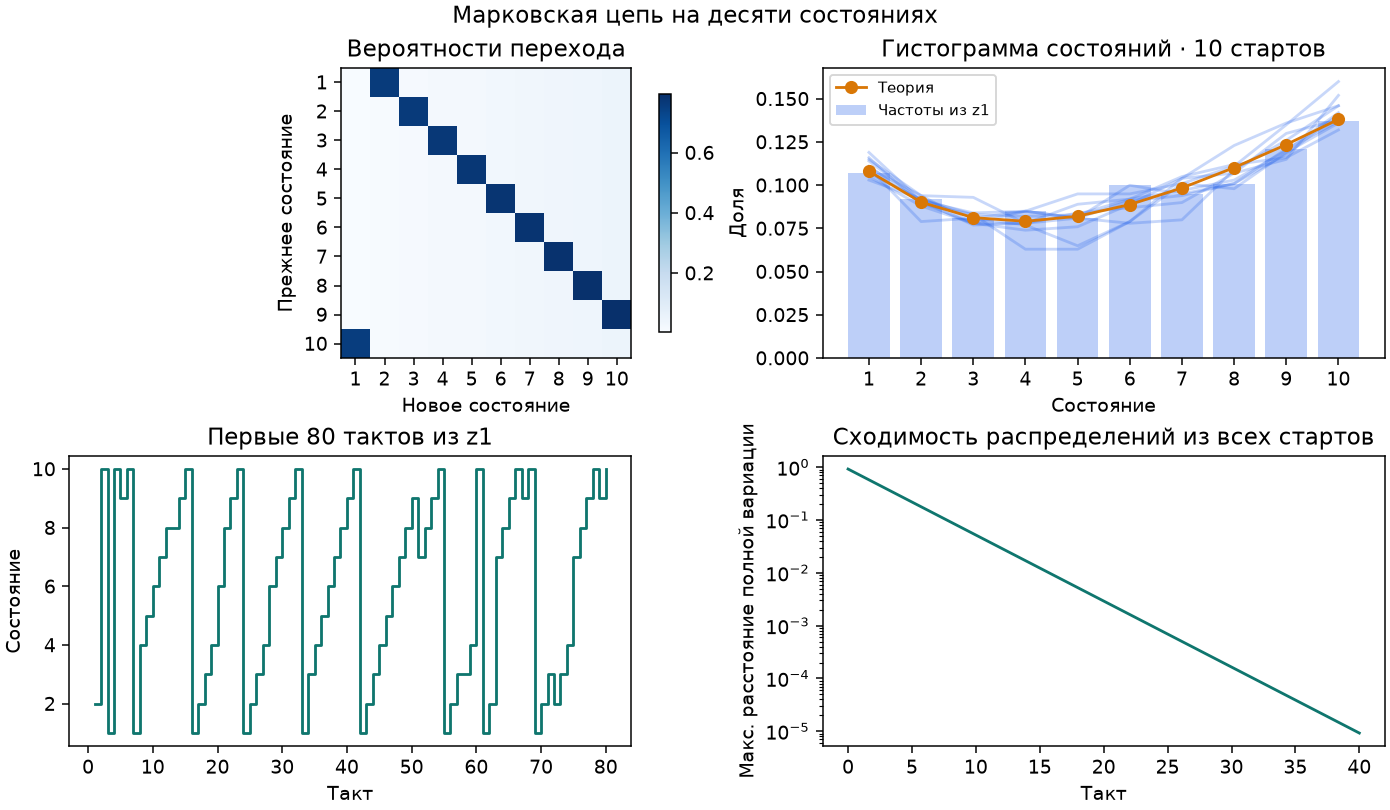 Марковская цепь на десяти состояниях
Вероятности перехода
Прежнее состояние
1
2
3
4
5
6
7
8
9
10
1 2 3 4 5 6 7 8 9 10
Новое состояние
0.6
0.4
0.2
Гистограмма состояний · 10 стартов
Теория
Частоты из z1
Доля
0.150
0.125
0.100
0.075
0.050
0.025
0.000
1 2 3 4 5 6 7 8 9 10
Состояние
Первые 80 тактов из z1
Состояние
10
8
6
4
2
0 10 20 30 40 50 60 70 80
Такт
Сходимость распределений из всех стартов
Макс. расстояние полной вариации
10⁰
10⁻¹
10⁻²
10⁻³
10⁻⁴
10⁻⁵
0 5 10 15 20 25 30 35 40
Такт